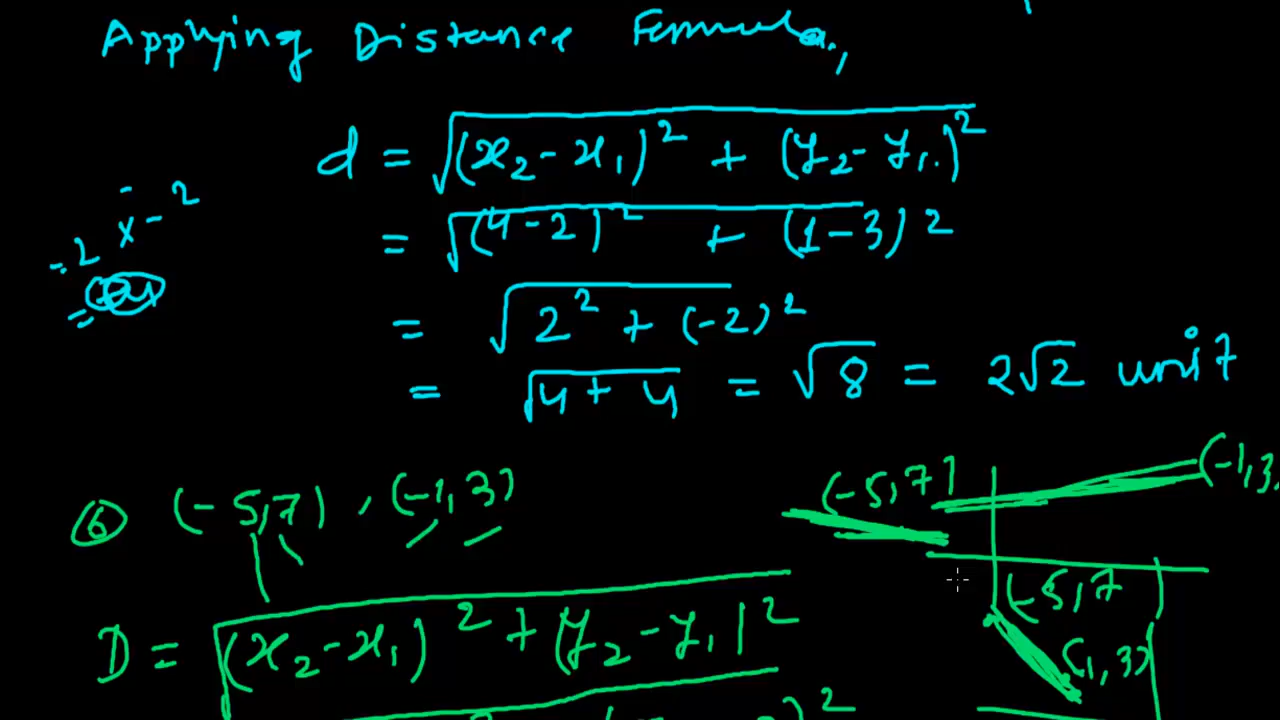 Applying Distance Formula,
d = √(x₂ - x₁)² + (y₂ - y₁)²
= √(4-2)² + (1-3)²
- 2 x - 2
= √2² + (-2)²
=
= √4 + 4 = √8 = 2√2 unit
(b) (-5,7) , (-1,3)
(-5,7) (-1,3
(-5,7
(1,3)
D = √(x₂ - x₁)² + (y₂ - y₁)²